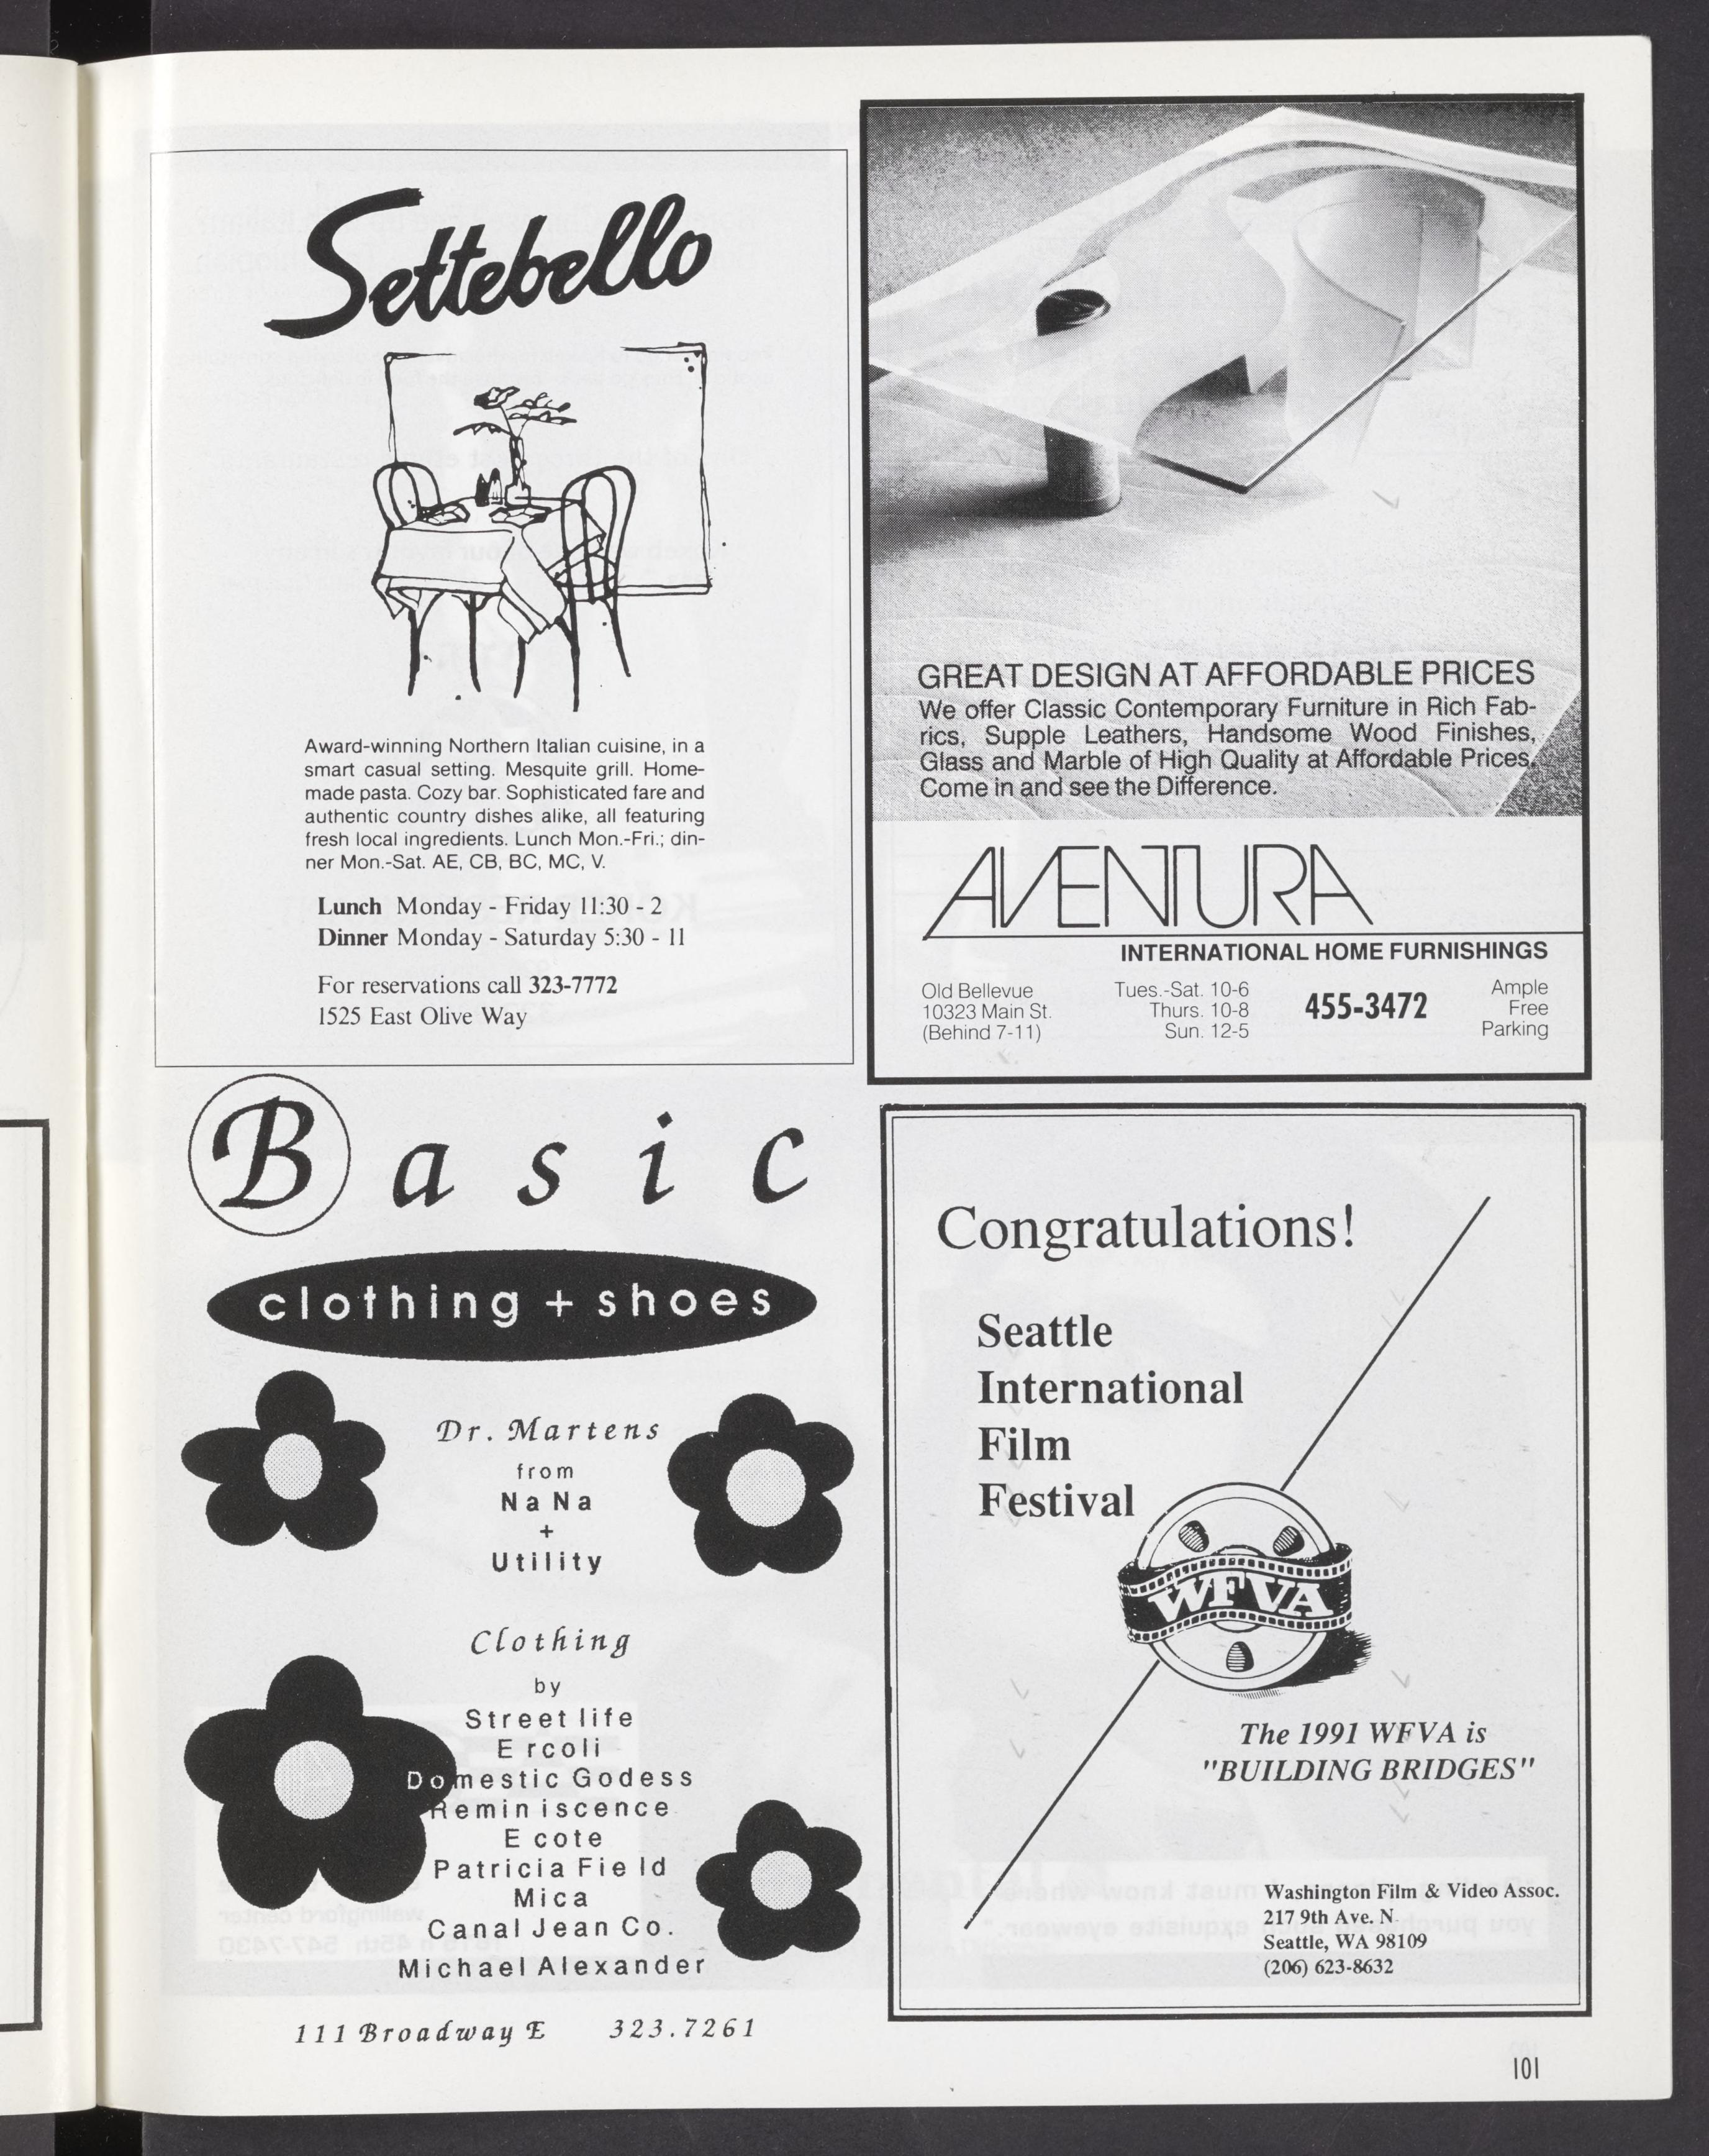 Settebello
Award-winning Northern Italian cuisine, in a
smart casual setting. Mesquite grill. Home-
made pasta. Cozy bar. Sophisticated fare and
authentic country dishes alike, all featuring
fresh local ingredients. Lunch Mon.-Fri.; din-
ner Mon.-Sat. AE, CB, BC, MC, V.
Lunch Monday - Friday 11:30 - 2
Dinner Monday - Saturday 5:30 - 11
For reservations call 323-7772
1525 East Olive Way
GREAT DESIGN AT AFFORDABLE PRICES
We offer Classic Contemporary Furniture in Rich Fab-
rics, Supple Leathers, Handsome Wood Finishes,
Glass and Marble of High Quality at Affordable Prices.
Come in and see the Difference.
AVENTURA
INTERNATIONAL HOME FURNISHINGS
Old Bellevue
10323 Main St.
(Behind 7-11)
Tues.-Sat. 10-6
Thurs. 10-8
Sun. 12-5
455-3472
Ample
Free
Parking
Basic
clothing + shoes
Dr. Martens
from
NaNa
+
Utility
Clothing
by
Street life
Ercoli
Domestic Godess
Reminiscence
Ecote
Patricia Field
Mica
Canal Jean Co.
Michael Alexander
111 Broadway E 323.7261
Congratulations!
Seattle
International
Film
Festival
WFVA
The 1991 WFVA is
"BUILDING BRIDGES"
Washington Film & Video Assoc.
217 9th Ave. N
Seattle, WA 98109
(206) 623-8632
101